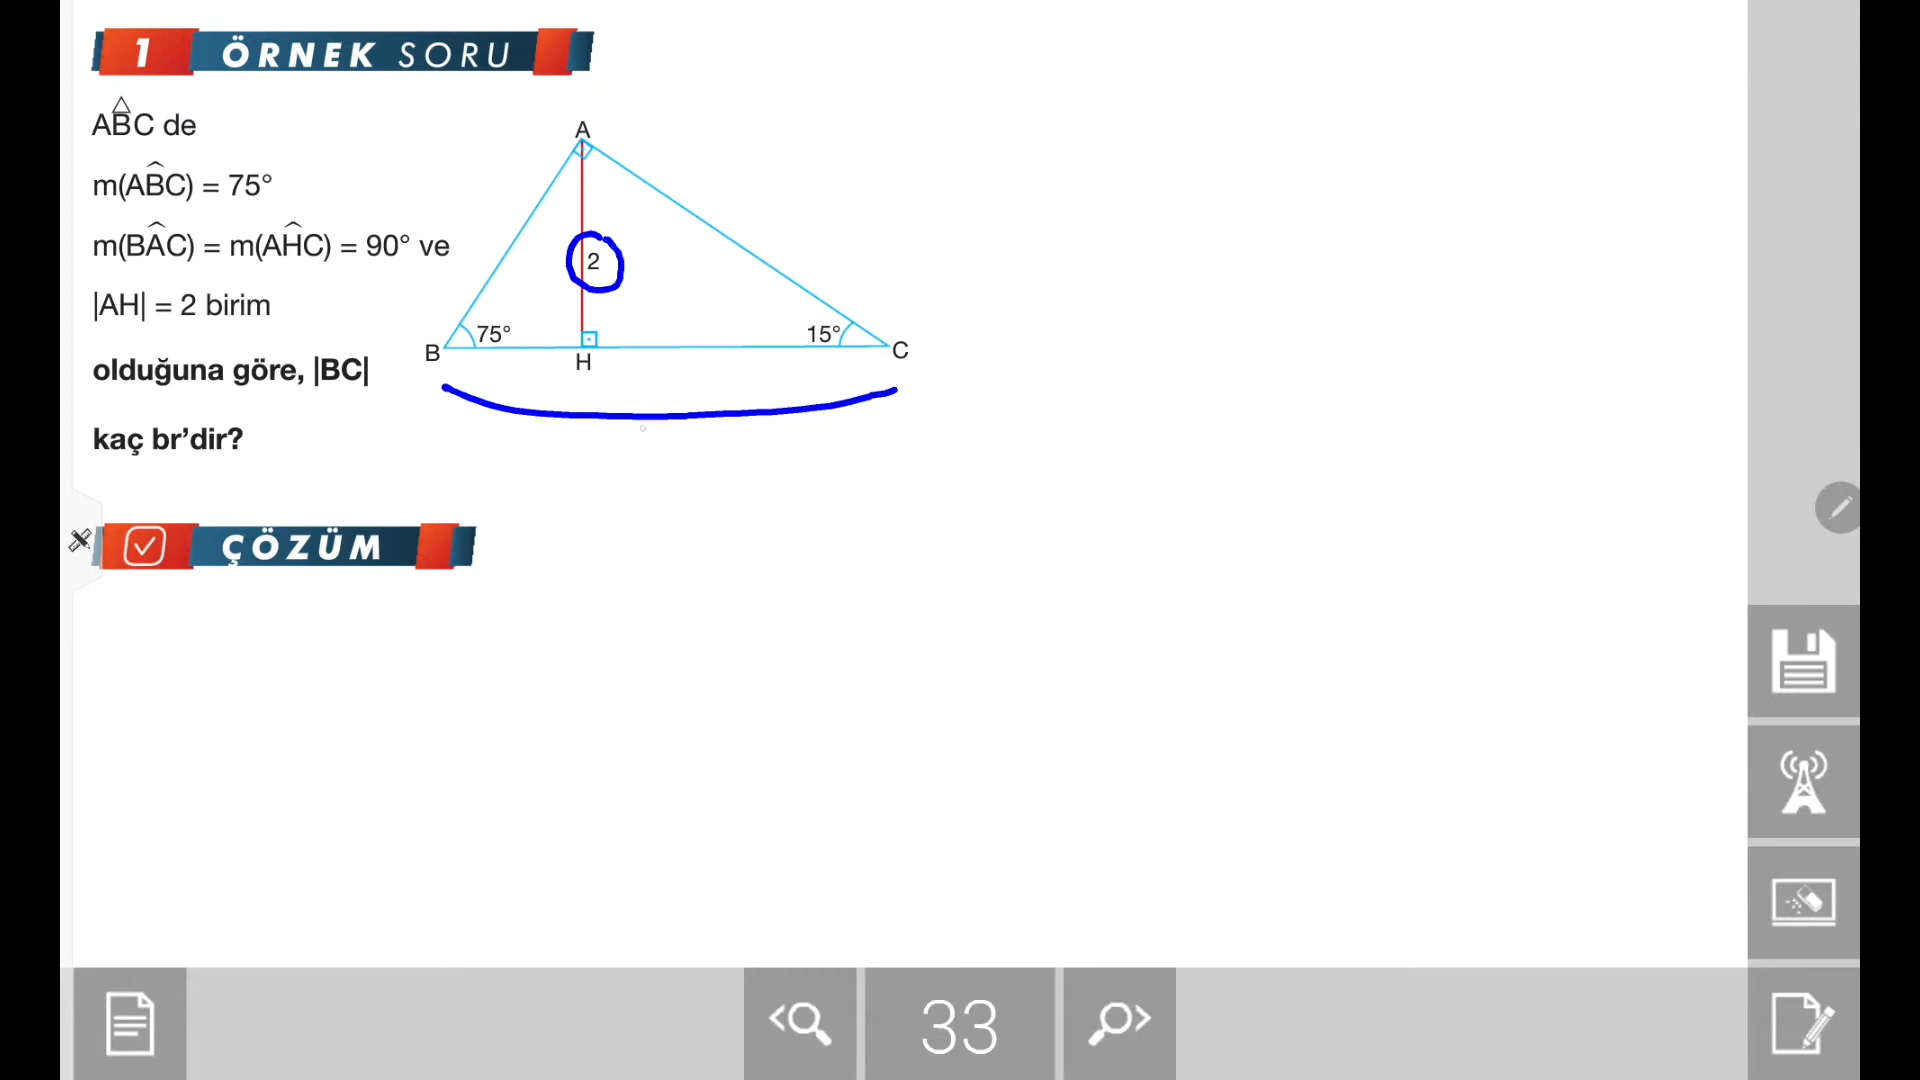 1 ÖRNEK SORU
ABC de
m(ABC) = 75°
m(BAC) = m(AHC) = 90° ve
|AH| = 2 birim
olduğuna göre, |BC|
kaç br'dir?
A
2
75°
15°
B
H
C
ÇÖZÜM
33